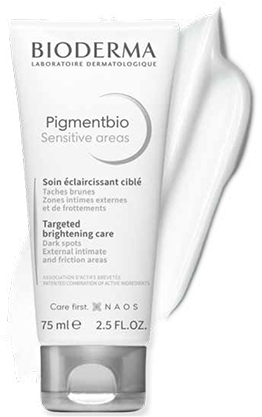 BIODERMA
LABORATOIRE DERMATOLOGIQUE
Pigmentbio
Sensitive areas
Soin éclaircissant ciblé
Taches brunes
Zones intimes externes
et de frottements
Targeted
brightening care
Dark spots
External intimate
and friction areas
ASSOCIATION D'ACTIFS BREVETÉE
PATENTED COMBINATION OF ACTIVE INGREDIENTS
Care first. NAOS
75 ml e 2.5 FL.OZ.